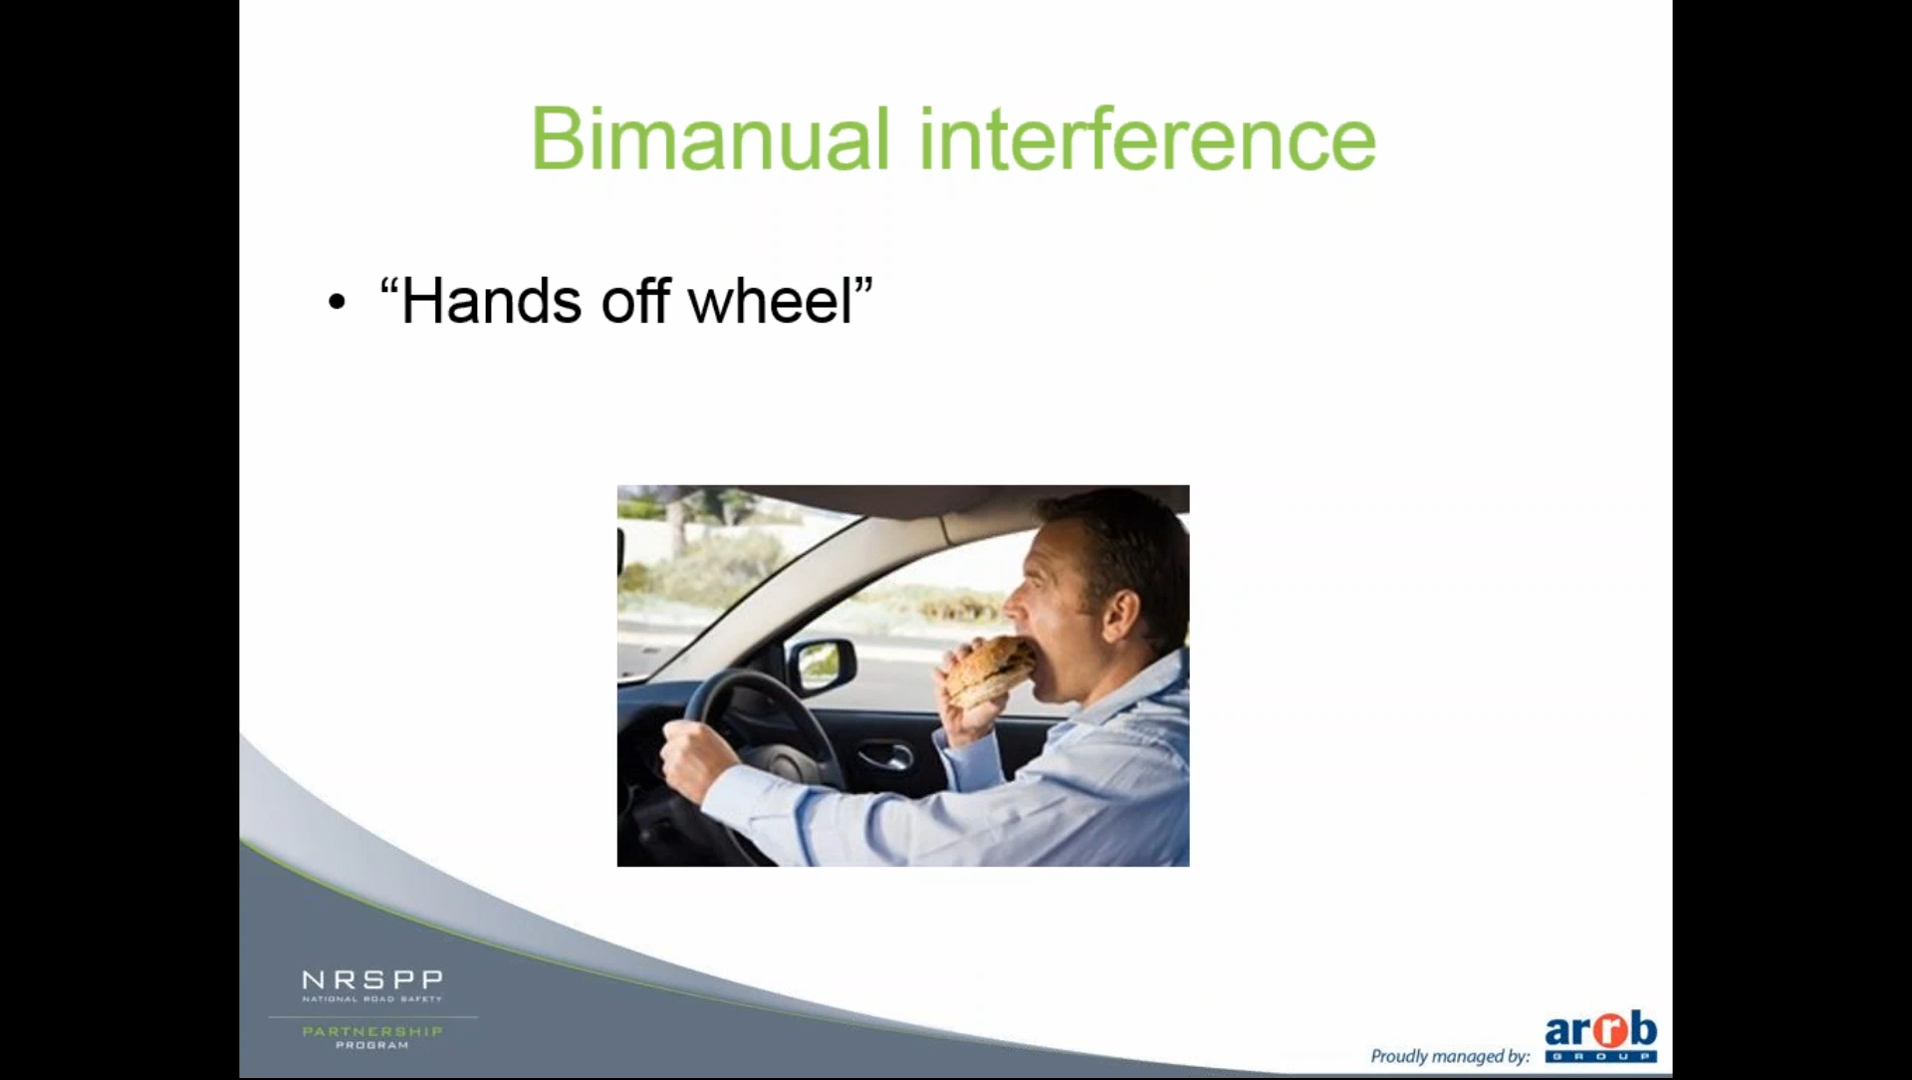 Bimanual interference
• “Hands off wheel”
NRSPP
NATIONAL ROAD SAFETY
PARTNERSHIP
PROGRAM
Proudly managed by:
arrb
GROUP